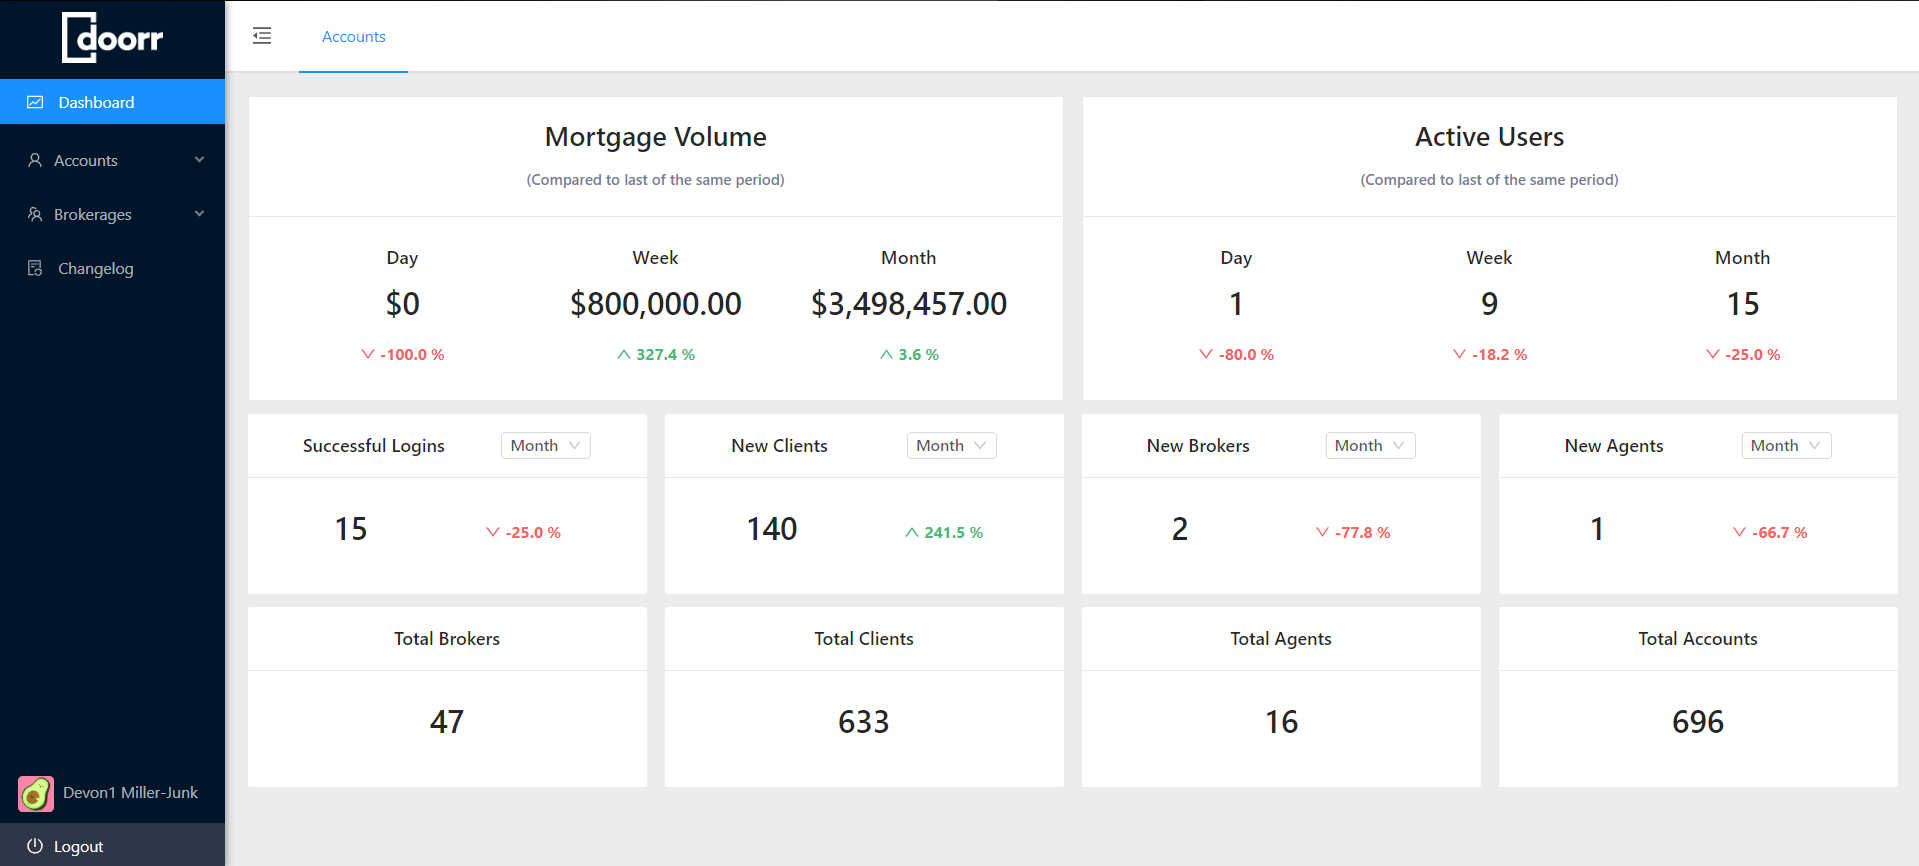 doorr
Accounts
Dashboard
Accounts
Brokerages
Changelog
Devon1 Miller-Junk
Logout
Mortgage Volume
(Compared to last of the same period)
Day Week Month
$0 $800,000.00 $3,498,457.00
-100.0 % 327.4 % 3.6 %
Active Users
(Compared to last of the same period)
Day Week Month
1 9 15
-80.0 % -18.2 % -25.0 %
Successful Logins Month
15 -25.0 %
New Clients Month
140 241.5 %
New Brokers Month
2 -77.8 %
New Agents Month
1 -66.7 %
Total Brokers
47
Total Clients
633
Total Agents
16
Total Accounts
696